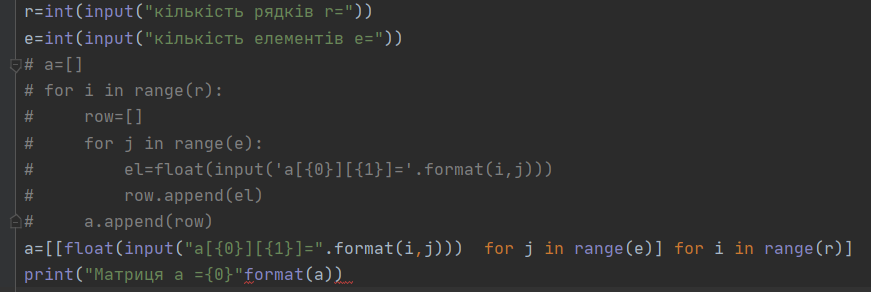 r=int(input("кількість рядків r="))
e=int(input("кількість елементів e="))
# a=[]
# for i in range(r):
#     row=[]
#     for j in range(e):
#         el=float(input('a[{0}][{1}]='.format(i,j)))
#         row.append(el)
#     a.append(row)
a=[[float(input("a[{0}][{1}]=".format(i,j)))  for j in range(e)] for i in range(r)]
print("Матриця a ={0}"format(a))